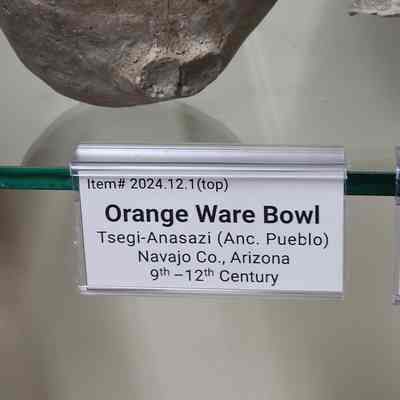 Item# 2024.12.1(top)
Orange Ware Bowl
Tsegi-Anasazi (Anc. Pueblo)
Navajo Co., Arizona
9th–12th Century